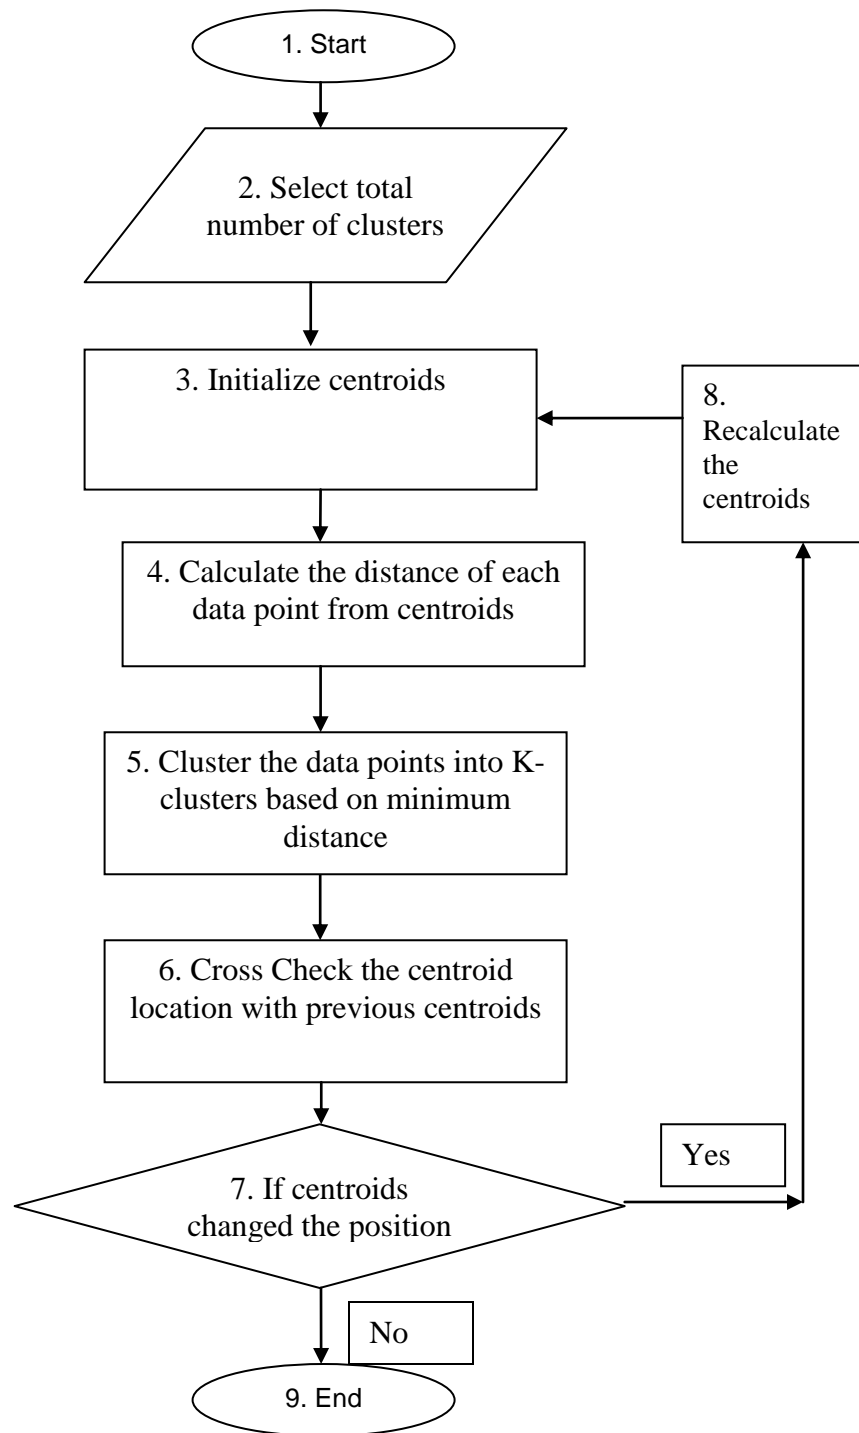 1. Start
2. Select total
number of clusters
3. Initialize centroids
8.
Recalculate
the
centroids
4. Calculate the distance of each
data point from centroids
5. Cluster the data points into K-
clusters based on minimum
distance
6. Cross Check the centroid
location with previous centroids
Yes
7. If centroids
changed the position
No
9. End